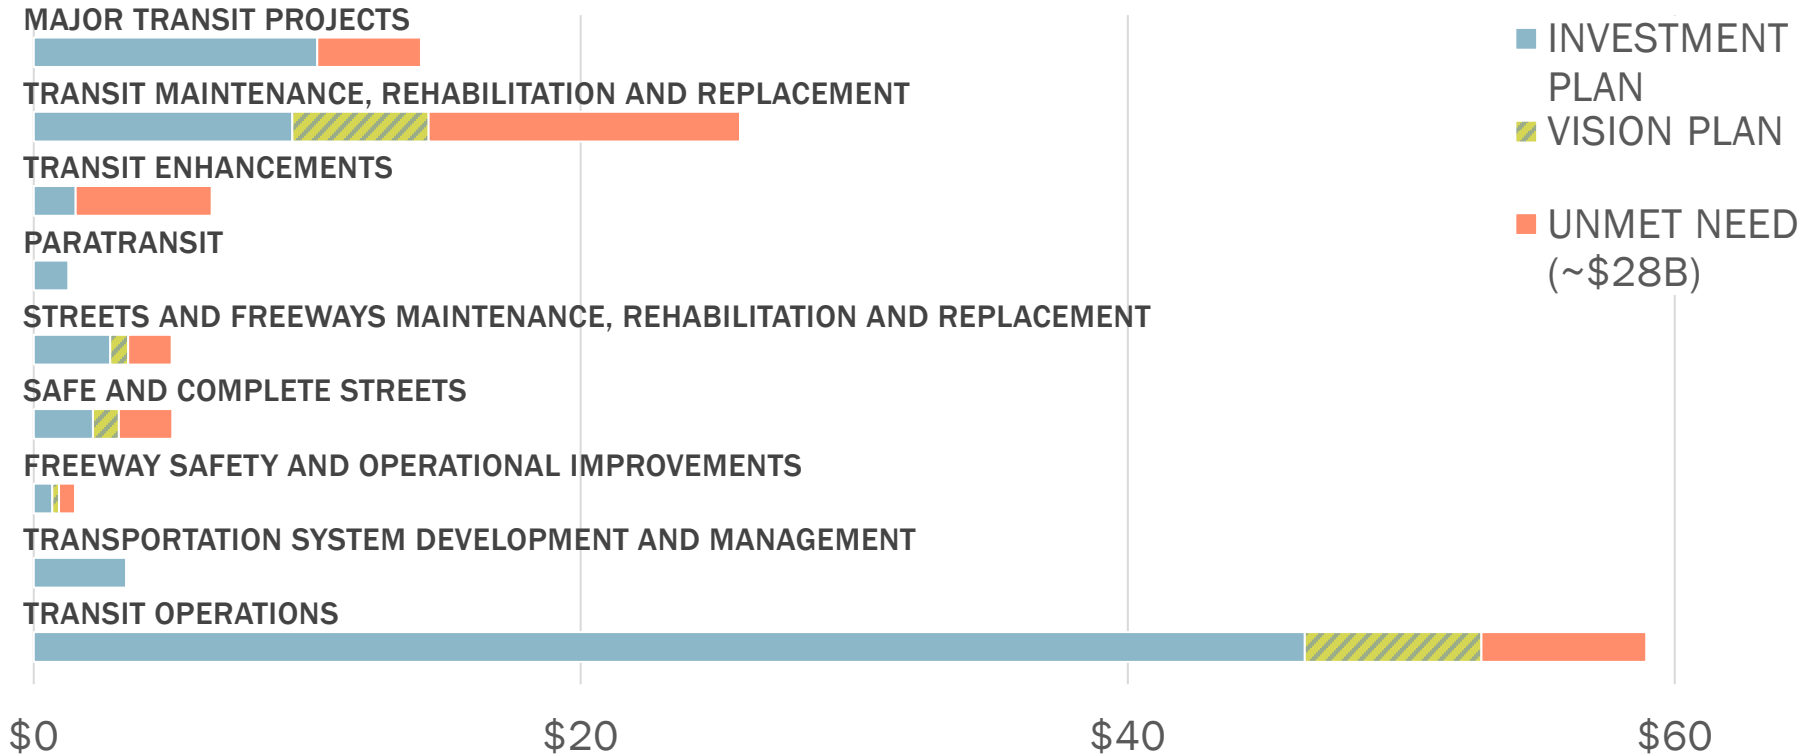 MAJOR TRANSIT PROJECTS
TRANSIT MAINTENANCE, REHABILITATION AND REPLACEMENT
TRANSIT ENHANCEMENTS
PARATRANSIT
STREETS AND FREEWAYS MAINTENANCE, REHABILITATION AND REPLACEMENT
SAFE AND COMPLETE STREETS
FREEWAY SAFETY AND OPERATIONAL IMPROVEMENTS
TRANSPORTATION SYSTEM DEVELOPMENT AND MANAGEMENT
TRANSIT OPERATIONS
$0 $20 $40 $60
INVESTMENT
PLAN
VISION PLAN
UNMET NEED
(~$28B)